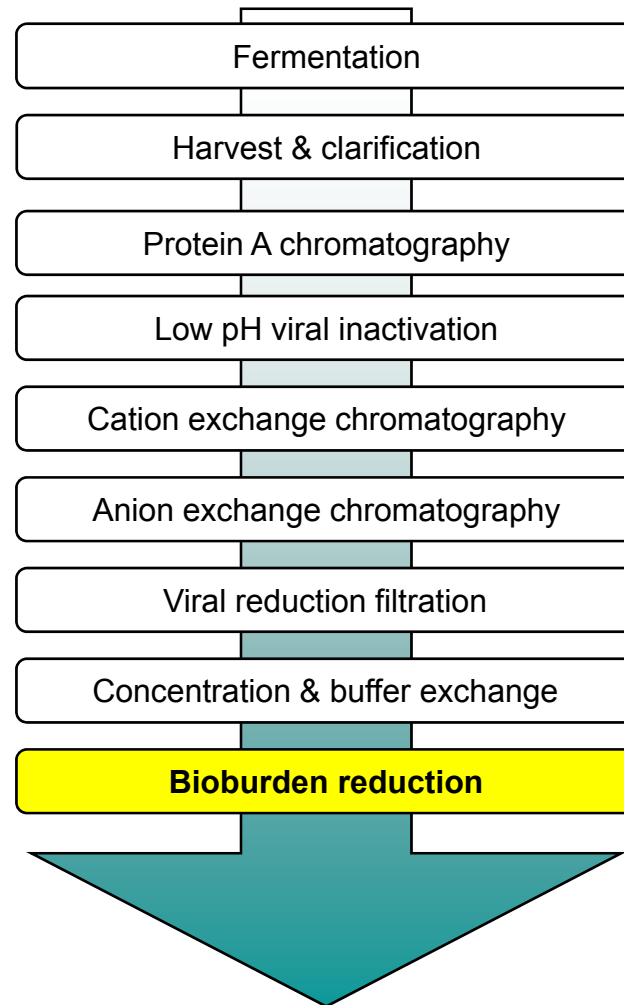 Fermentation
Harvest & clarification
Protein A chromatography
Low pH viral inactivation
Cation exchange chromatography
Anion exchange chromatography
Viral reduction filtration
Concentration & buffer exchange
Bioburden reduction